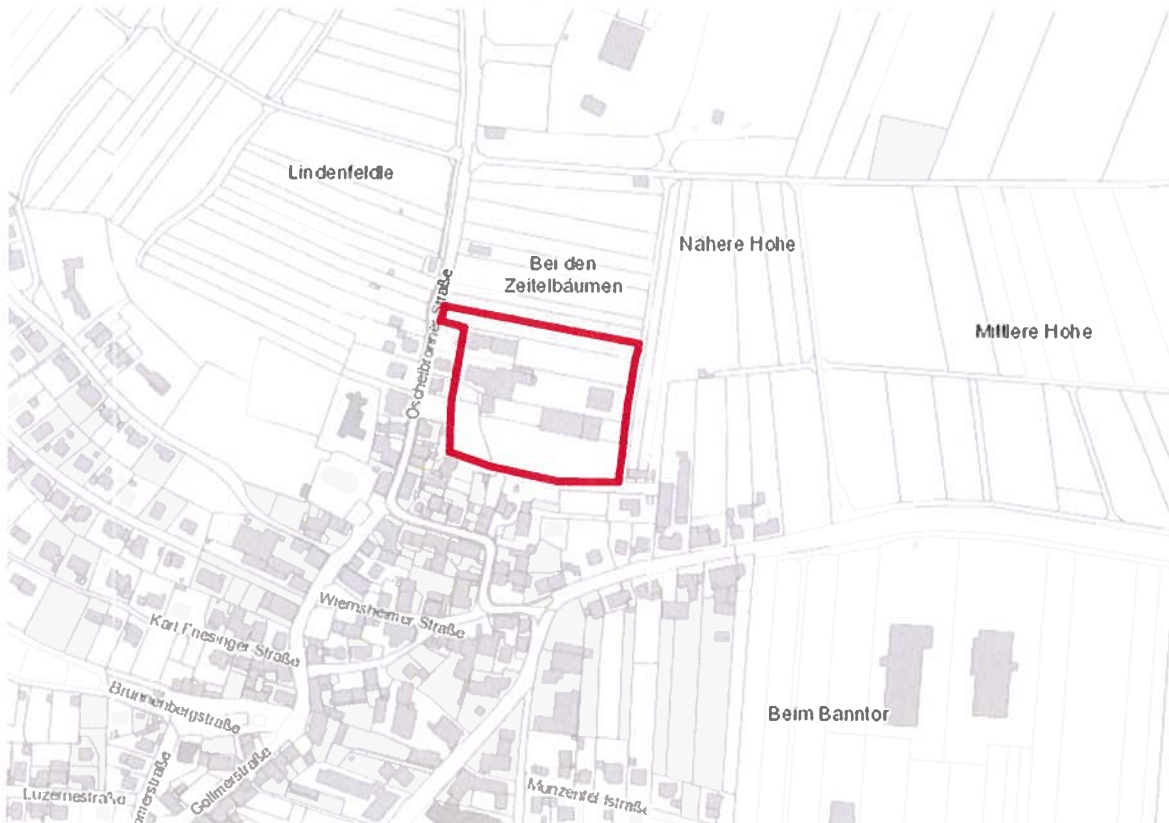 Lindenfeldle
Nähere Hohe
Bei den
Zeitelbäumen
Mittlere Hohe
Öschelbronner Straße
Wiernsheimer Straße
Karl Friesinger Straße
Brunnenbergstraße
Beim Banntor
Gollmerstraße
Luzernestraße